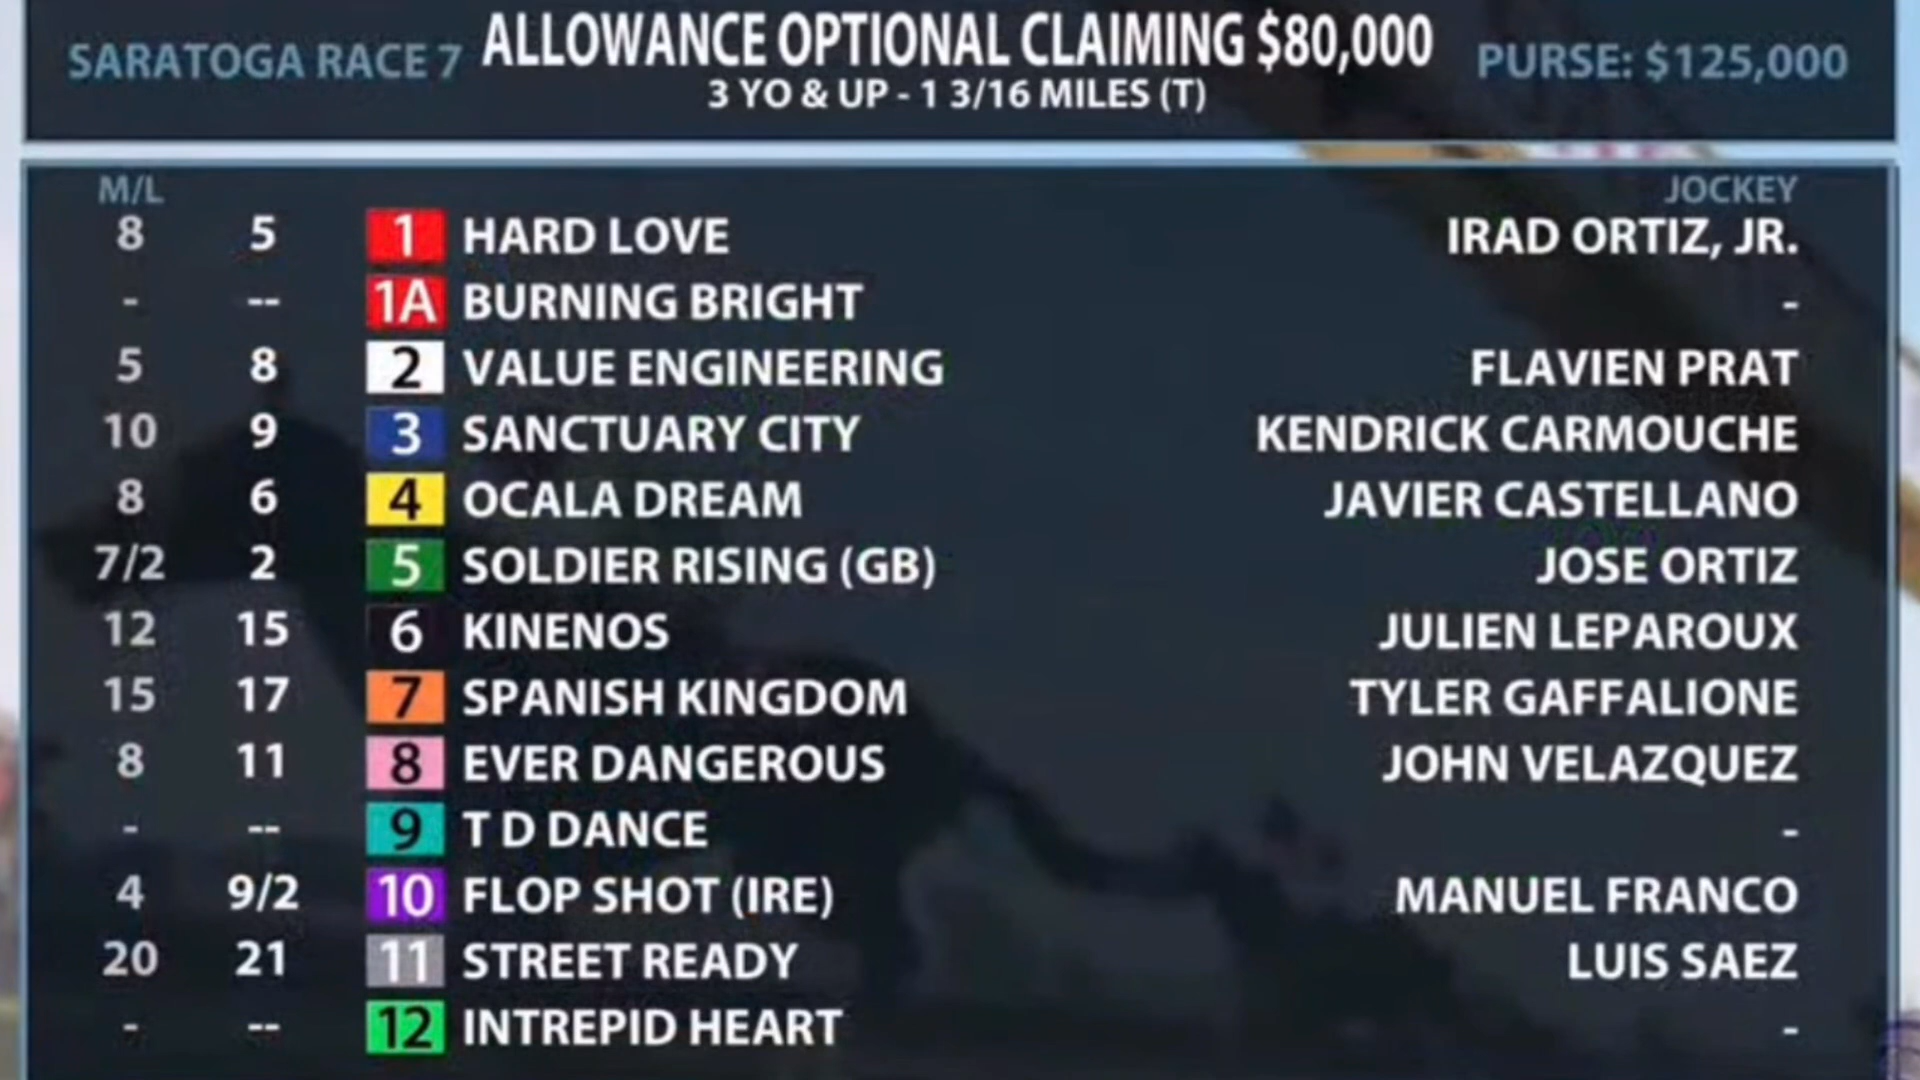 SARATOGA RACE 7 ALLOWANCE OPTIONAL CLAIMING $80,000 PURSE: $125,000
3 YO & UP - 1 3/16 MILES (T)
M/L JOCKEY
8 5 1 HARD LOVE IRAD ORTIZ, JR.
- -- 1A BURNING BRIGHT -
5 8 2 VALUE ENGINEERING FLAVIEN PRAT
10 9 3 SANCTUARY CITY KENDRICK CARMOUCHE
8 6 4 OCALA DREAM JAVIER CASTELLANO
7/2 2 5 SOLDIER RISING (GB) JOSE ORTIZ
12 15 6 KINENOS JULIEN LEPAROUX
15 17 7 SPANISH KINGDOM TYLER GAFFALIONE
8 11 8 EVER DANGEROUS JOHN VELAZQUEZ
- -- 9 T D DANCE -
4 9/2 10 FLOP SHOT (IRE) MANUEL FRANCO
20 21 11 STREET READY LUIS SAEZ
- -- 12 INTREPID HEART -